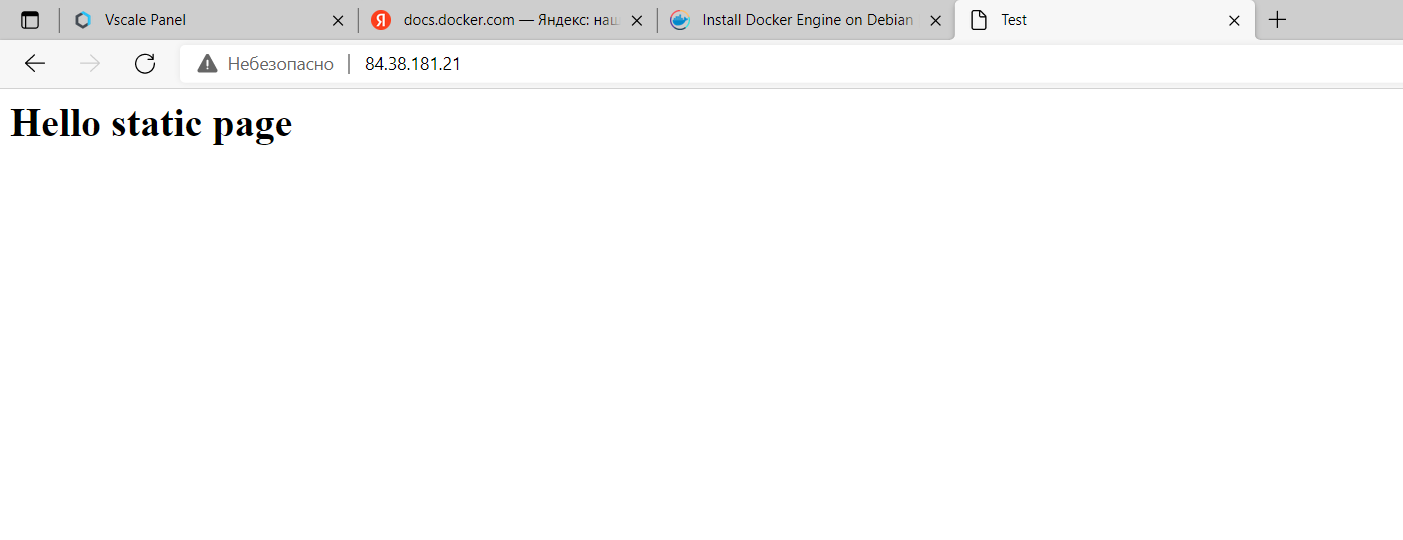 Vscale Panel
docs.docker.com — Яндекс: наш
Install Docker Engine on Debian
Test
Небезопасно
84.38.181.21
Hello static page